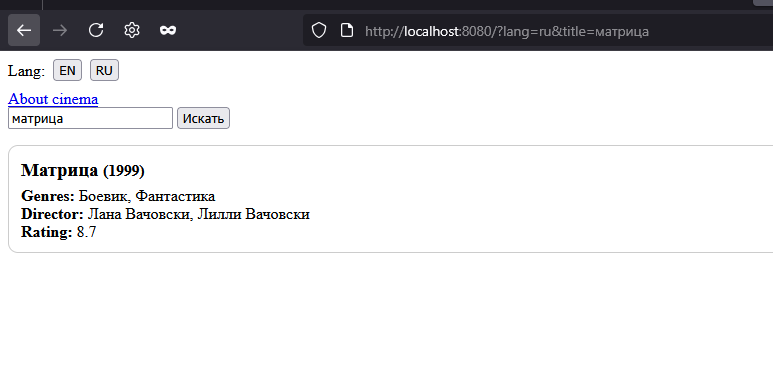 http://localhost:8080/?lang=ru&title=матрица
Lang: EN RU
About cinema
матрица Искать
Матрица (1999)
Genres: Боевик, Фантастика
Director: Лана Вачовски, Лилли Вачовски
Rating: 8.7